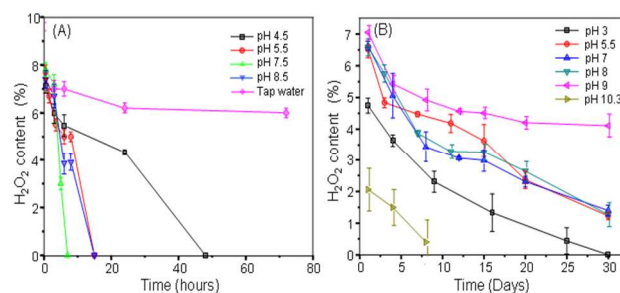 (A)
pH 4.5
pH 5.5
pH 7.5
pH 8.5
Tap water
H₂O₂ content (%)
10
8
6
4
2
0
0 20 40 60 80
Time (hours)
(B)
pH 3
pH 5.5
pH 7
pH 8
pH 9
pH 10.3
H₂O₂ content (%)
7
6
5
4
3
2
1
0
0 5 10 15 20 25 30
Time (Days)